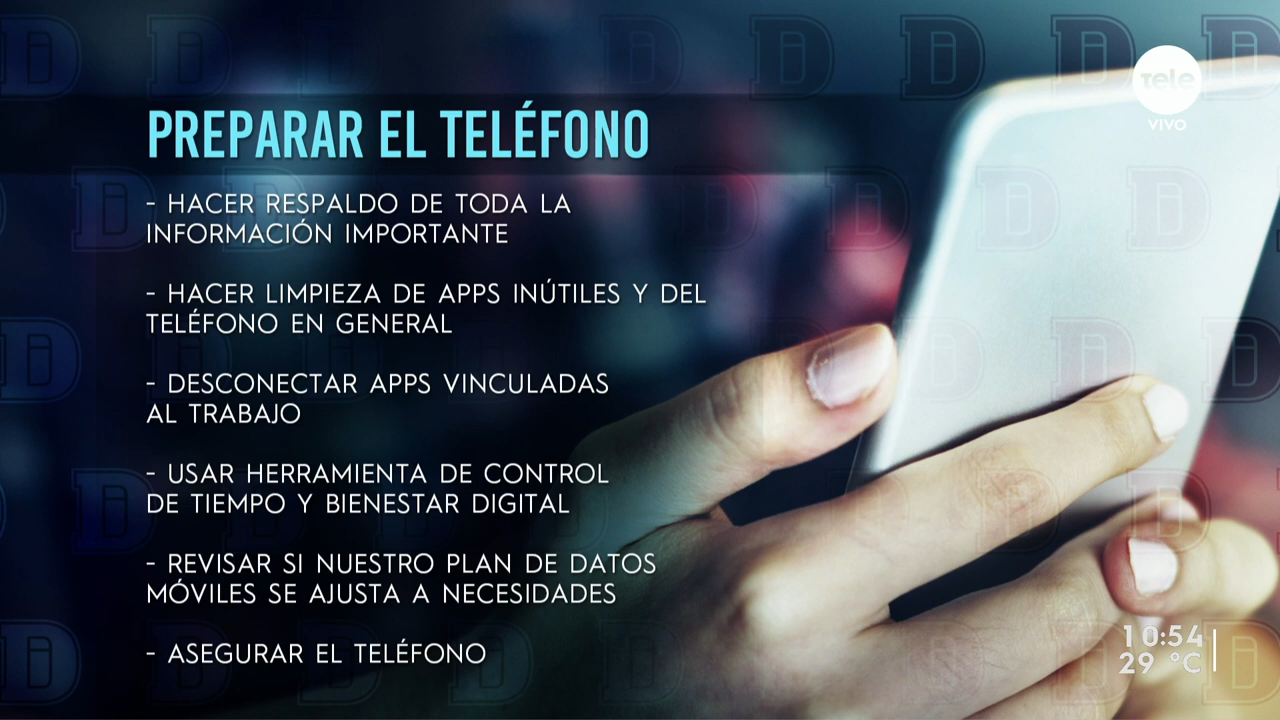 tele
VIVO
PREPARAR EL TELÉFONO
- HACER RESPALDO DE TODA LA
INFORMACIÓN IMPORTANTE
- HACER LIMPIEZA DE APPS INÚTILES Y DEL
TELÉFONO EN GENERAL
- DESCONECTAR APPS VINCULADAS
AL TRABAJO
- USAR HERRAMIENTA DE CONTROL
DE TIEMPO Y BIENESTAR DIGITAL
- REVISAR SI NUESTRO PLAN DE DATOS
MÓVILES SE AJUSTA A NECESIDADES
- ASEGURAR EL TELÉFONO
10:54
29 °C